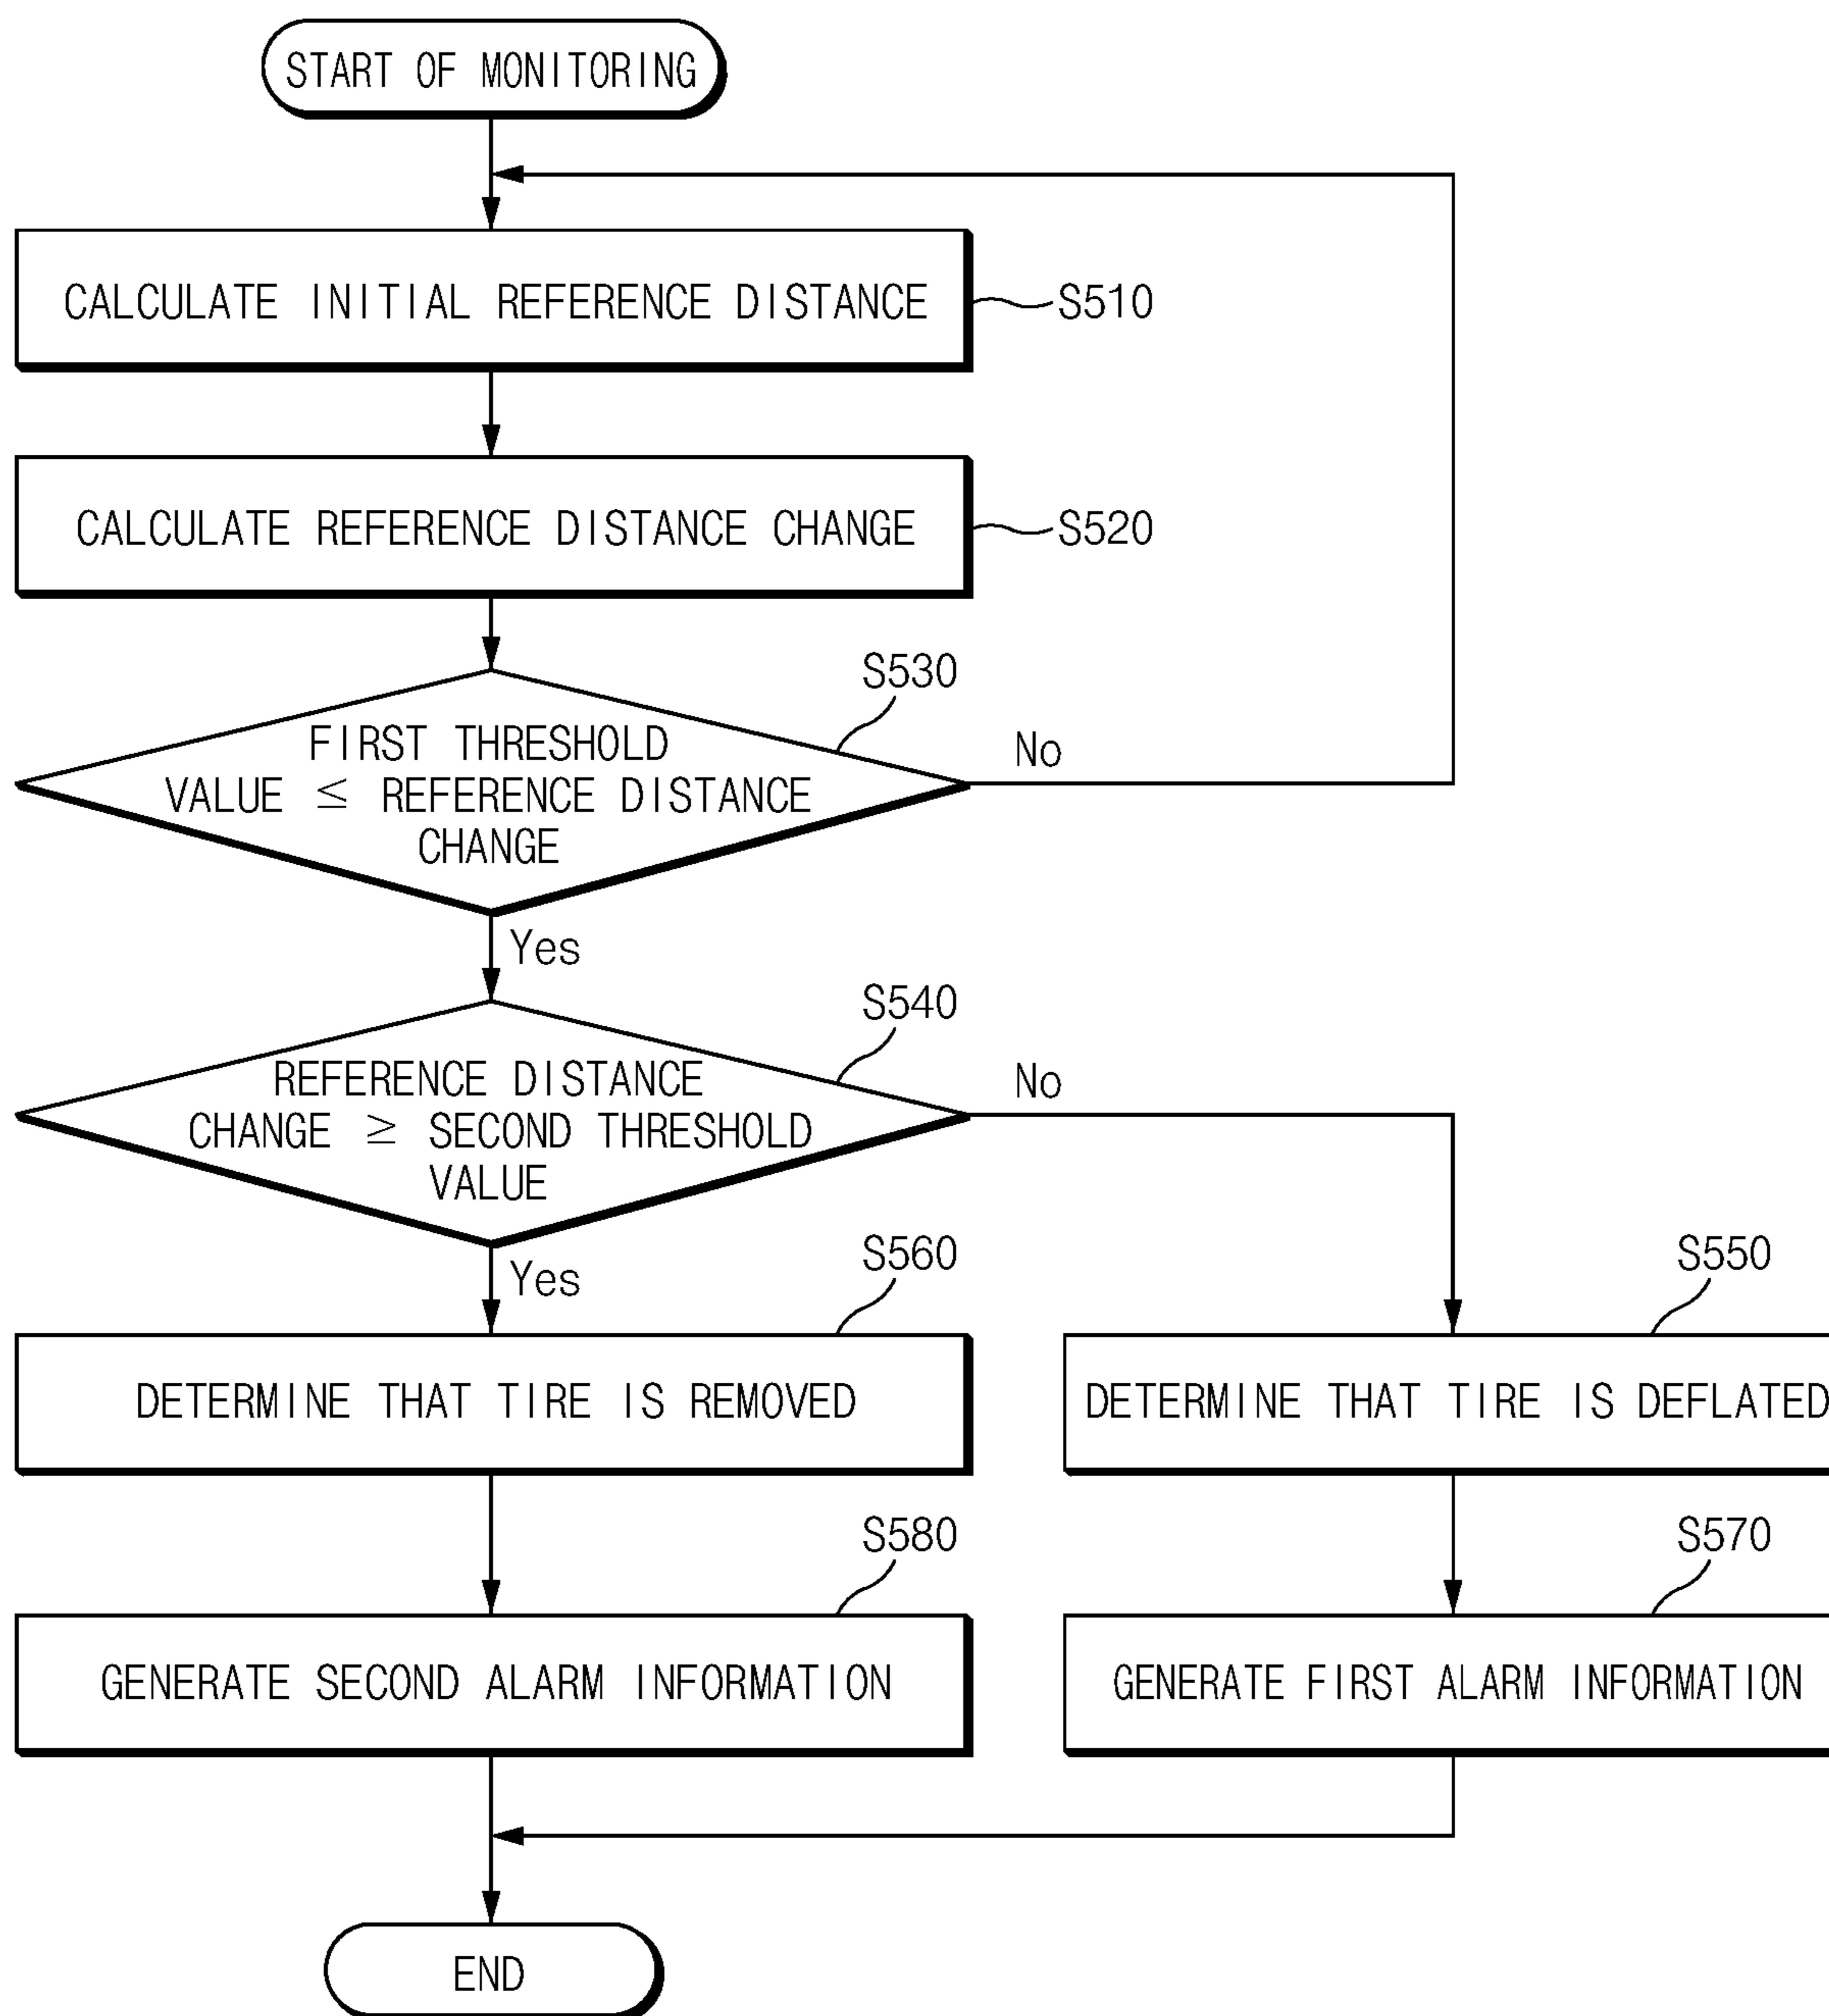 START OF MONITORING
CALCULATE INITIAL REFERENCE DISTANCE
S510
CALCULATE REFERENCE DISTANCE CHANGE
S520
S530
FIRST THRESHOLD
VALUE ≤ REFERENCE DISTANCE
CHANGE
No
Yes
S540
REFERENCE DISTANCE
CHANGE ≥ SECOND THRESHOLD
VALUE
No
Yes
S560
S550
DETERMINE THAT TIRE IS REMOVED
DETERMINE THAT TIRE IS DEFLATED
S580
S570
GENERATE SECOND ALARM INFORMATION
GENERATE FIRST ALARM INFORMATION
END